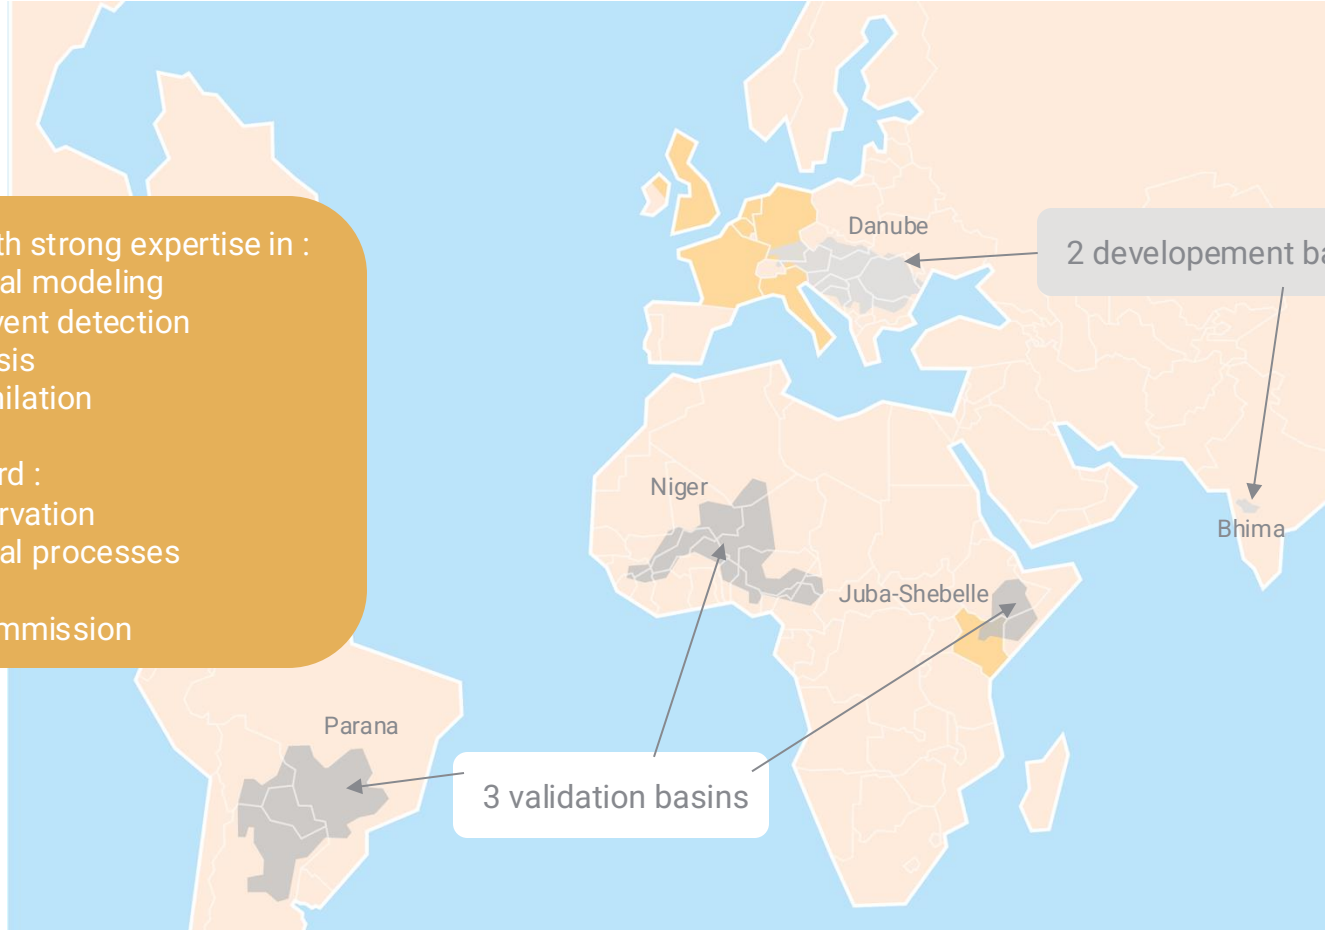 th strong expertise in :
al modeling
vent detection
sis
nilation
rd :
rvation
al processes
mmission
Danube
2 developement ba
Niger
Bhima
Juba-Shebelle
Parana
3 validation basins